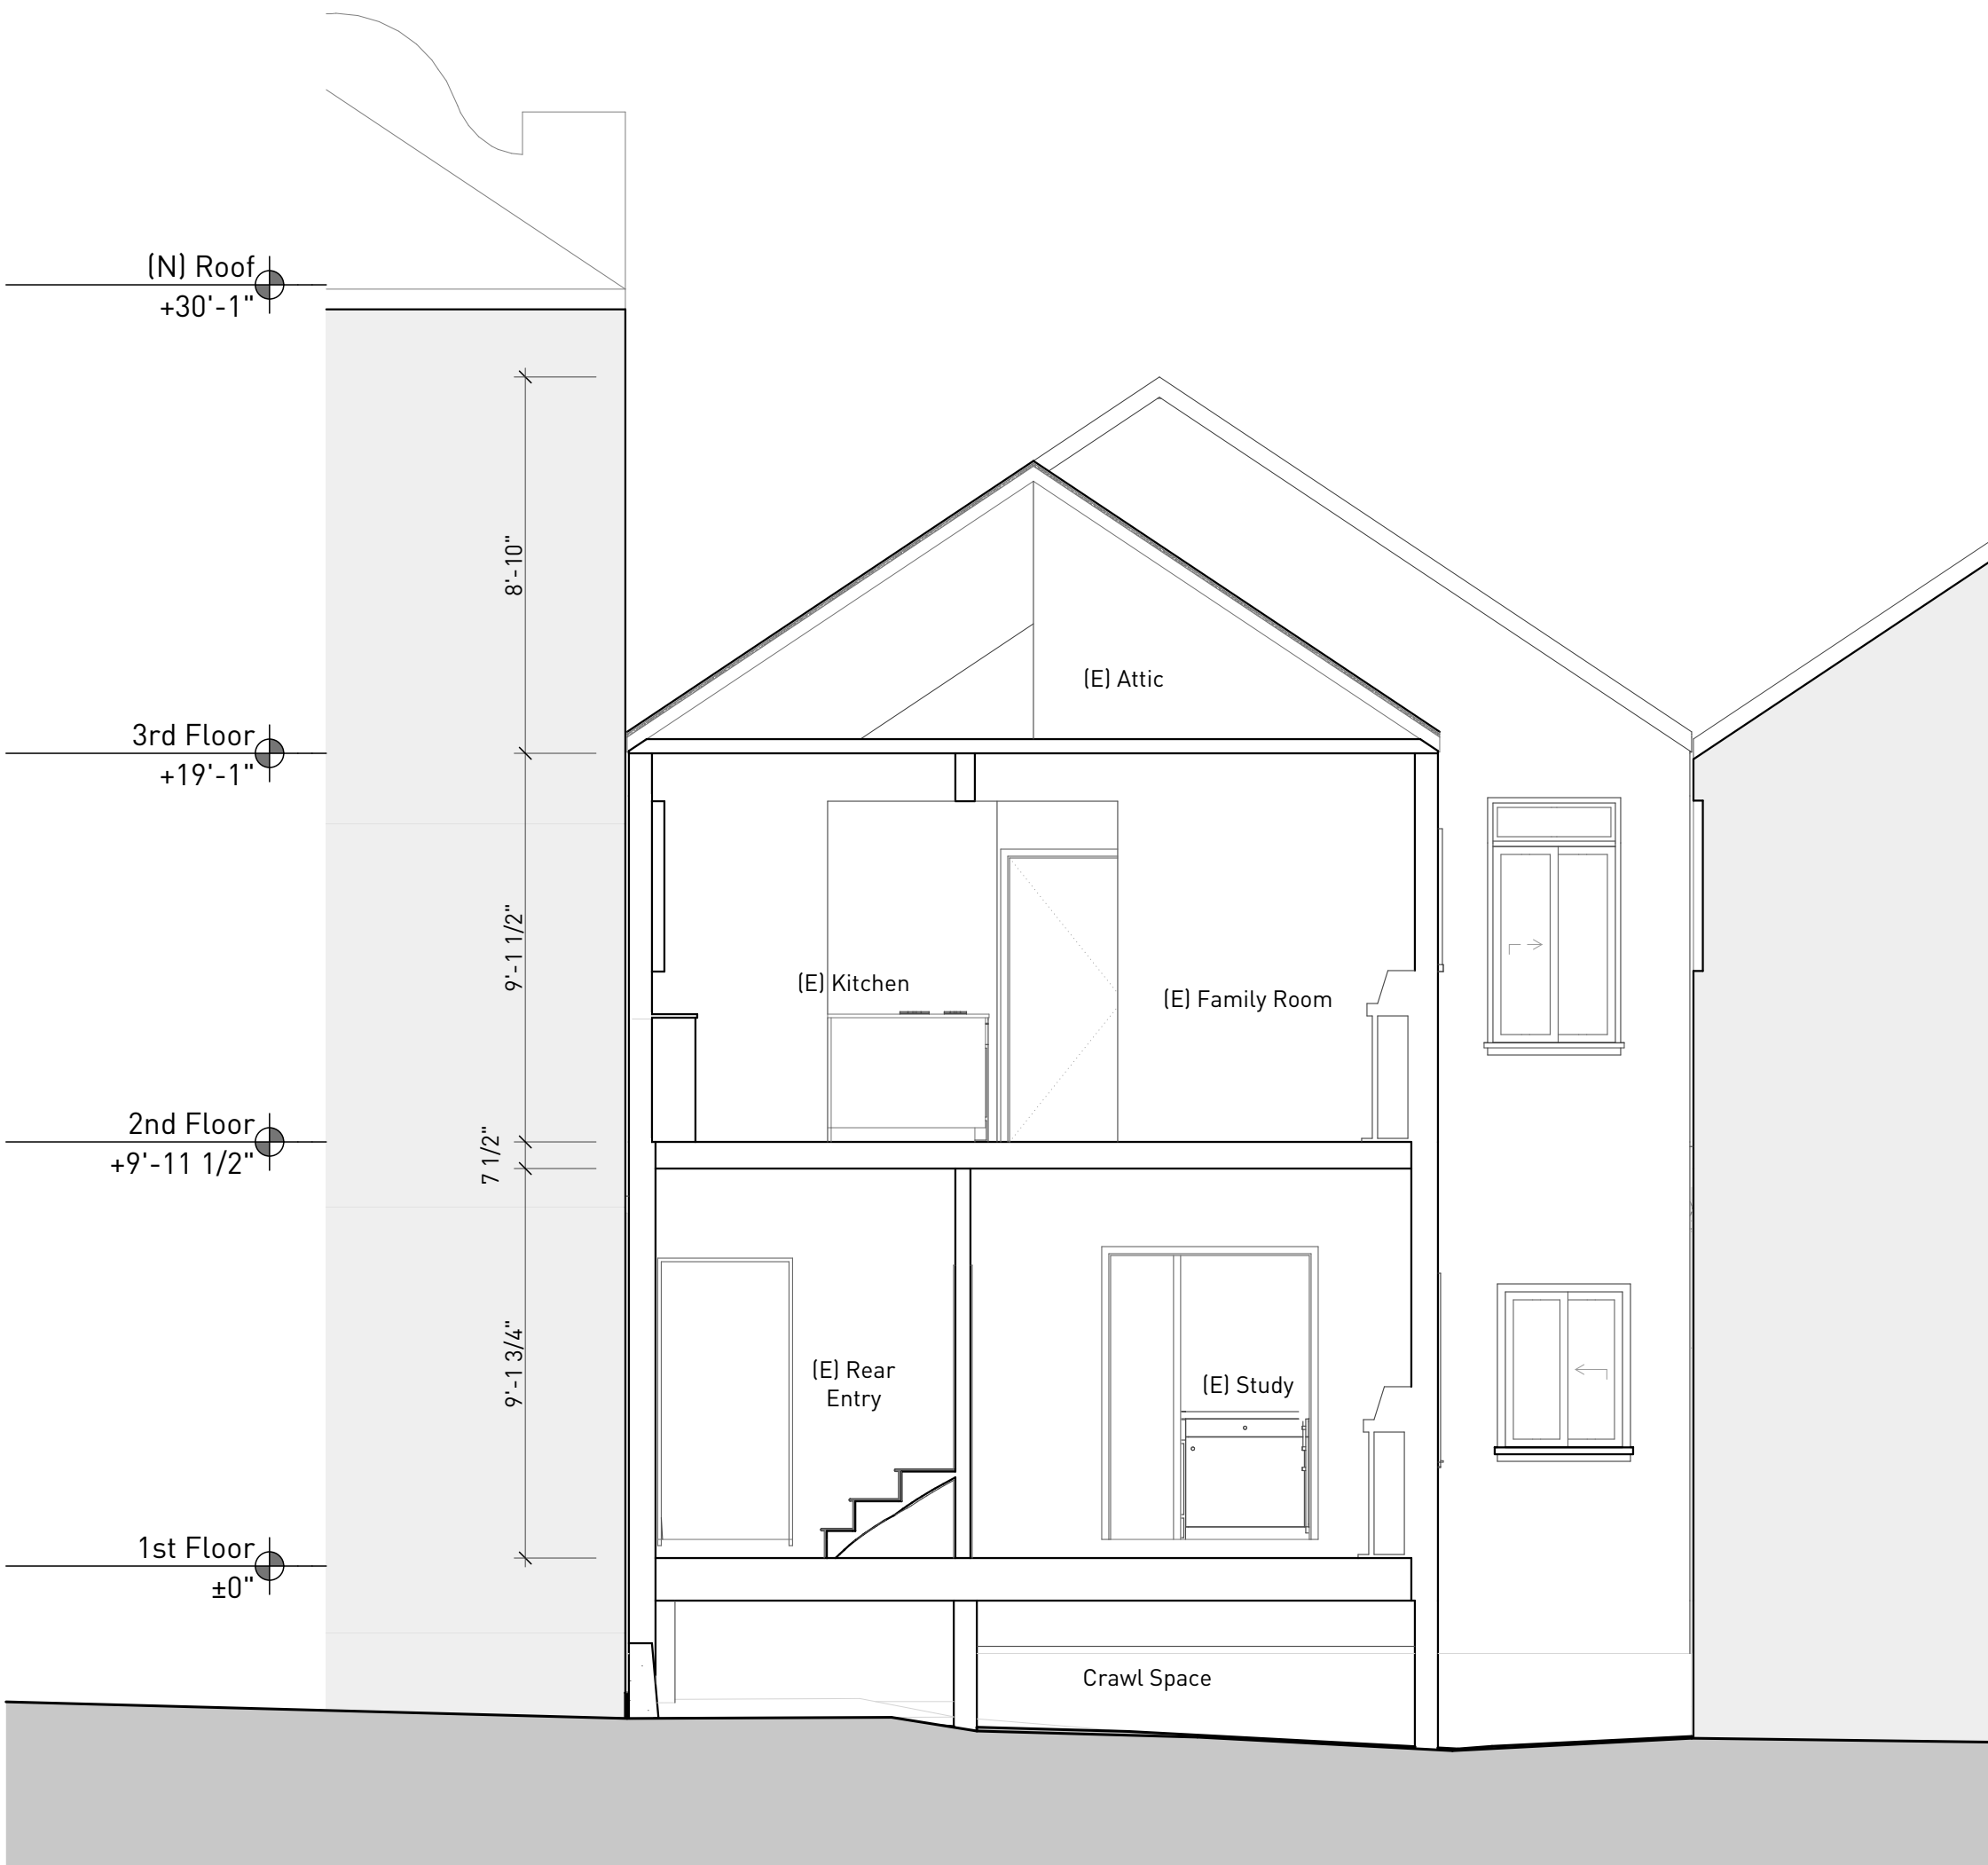 (N) Roof
+30'-1"
8'-10"
(E) Attic
3rd Floor
+19'-1"
9'-1 1/2"
(E) Kitchen
(E) Family Room
2nd Floor
+9'-11 1/2"
7 1/2"
9'-1 3/4"
(E) Rear
Entry
(E) Study
1st Floor
±0"
Crawl Space